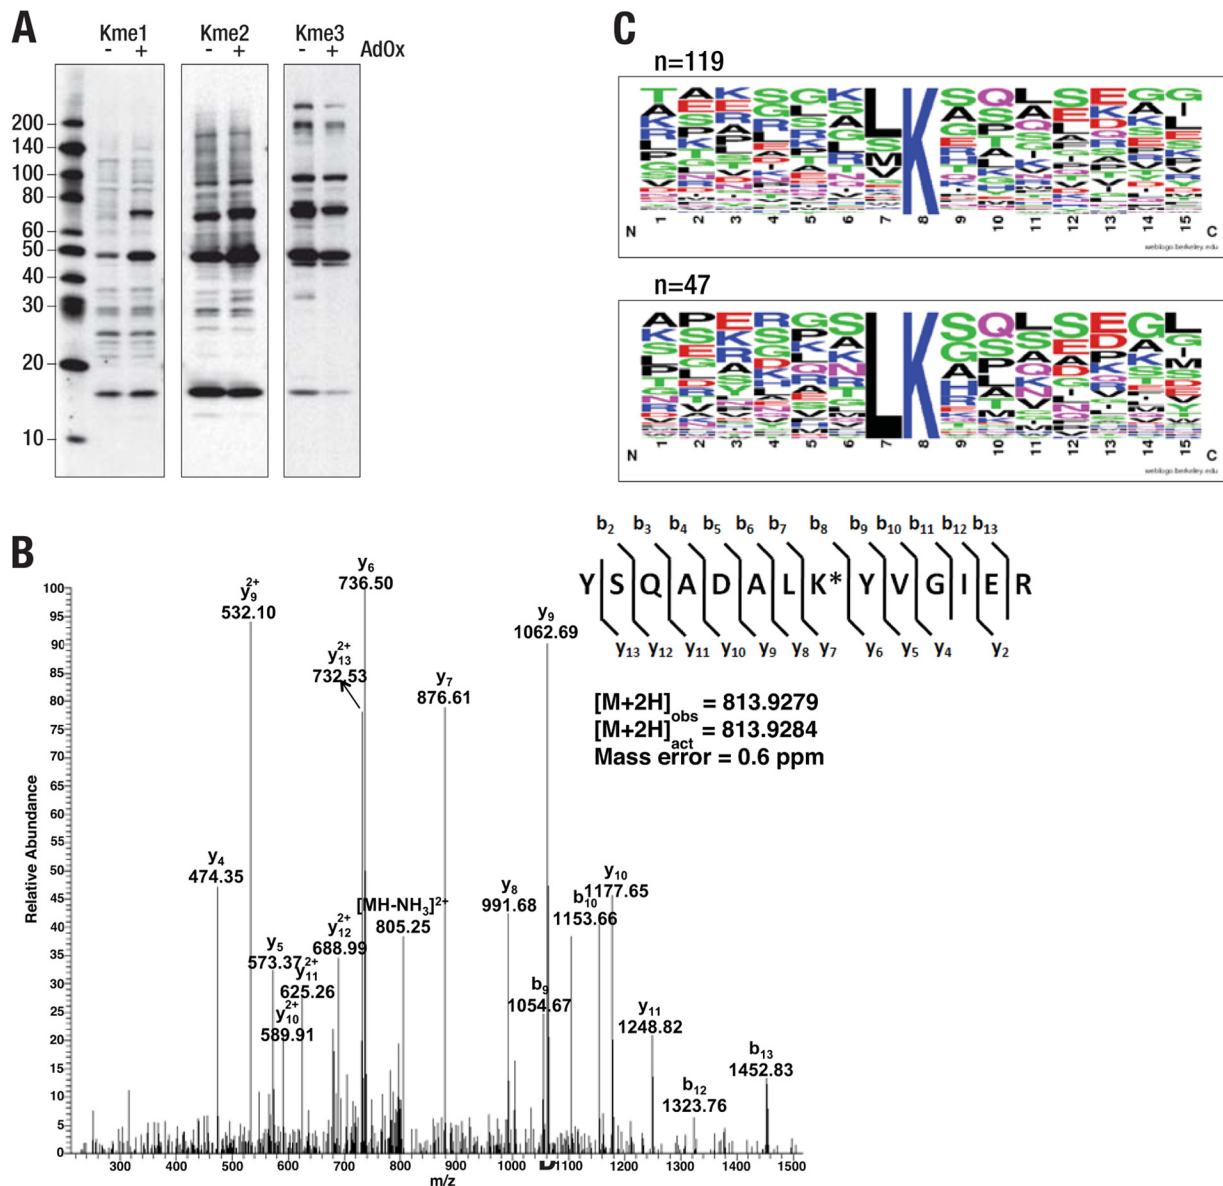 A
Kme1 Kme2 Kme3
- + - + - + AdOx
200
140
100
80
60
50
40
30
20
10
C
n=119
1 2 3 4 5 6 7 8 9 10 11 12 13 14 15
N C
weblogo.berkeley.edu
n=47
1 2 3 4 5 6 7 8 9 10 11 12 13 14 15
N C
weblogo.berkeley.edu
B
b2 b3 b4 b5 b6 b7 b8 b9 b10 b11 b12 b13
Y S Q A D A L K* Y V G I E R
y13 y12 y11 y10 y9 y8 y7 y6 y5 y4 y2
[M+2H]obs = 813.9279
[M+2H]act = 813.9284
Mass error = 0.6 ppm
Relative Abundance
100
95
90
85
80
75
70
65
60
55
50
45
40
35
30
25
20
15
10
5
0
y9 2+
532.10
y6
736.50
y13 2+
732.53
y7
876.61
y9
1062.69
y4
474.35
y5
573.37
y11 2+
625.26
y10 2+
589.91
y12 2+
688.99
[MH-NH3]2+
805.25
y8
991.68
b9
1054.67
b10
1153.66
y10
1177.65
y11
1248.82
b12
1323.76
b13
1452.83
300 400 500 600 700 800 900 1000 1100 1200 1300 1400 1500
m/z